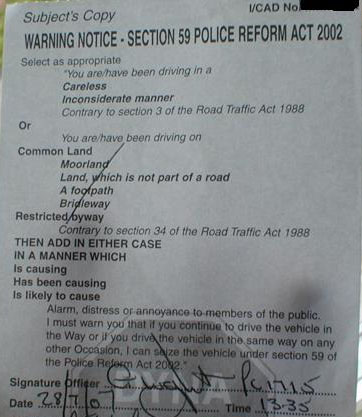 Subject's Copy
I/CAD No.
WARNING NOTICE - SECTION 59 POLICE REFORM ACT 2002
Select as appropriate
"You are/have been driving in a
Careless
Inconsiderate manner
Contrary to section 3 of the Road Traffic Act 1988
Or
You are/have been driving on
Common Land
Moorland
Land, which is not part of a road
A footpath
Bridleway
Restricted byway
Contrary to section 34 of the Road Traffic Act 1988
THEN ADD IN EITHER CASE
IN A MANNER WHICH
Is causing
Has been causing
Is likely to cause
Alarm, distress or annoyance to members of the public.
I must warn you that if you continue to drive the vehicle in
the Way or if you drive the vehicle in the same way on any
other Occasion, I can seize the vehicle under section 59 of
the Police Reform Act 2002."
Signature Officer
Date 28/7/07 Time 13.35